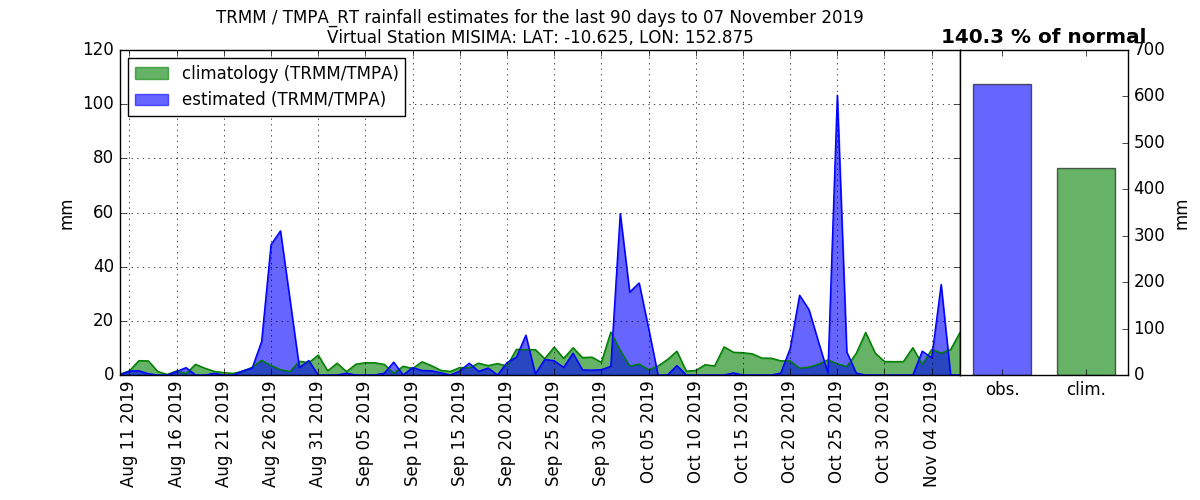 TRMM / TMPA_RT rainfall estimates for the last 90 days to 07 November 2019
Virtual Station MISIMA: LAT: -10.625, LON: 152.875
140.3 % of normal
climatology (TRMM/TMPA)
estimated (TRMM/TMPA)
mm
120
100
80
60
40
20
0
Aug 11 2019
Aug 16 2019
Aug 21 2019
Aug 26 2019
Aug 31 2019
Sep 05 2019
Sep 10 2019
Sep 15 2019
Sep 20 2019
Sep 25 2019
Sep 30 2019
Oct 05 2019
Oct 10 2019
Oct 15 2019
Oct 20 2019
Oct 25 2019
Oct 30 2019
Nov 04 2019
700
600
500
400
300
200
100
0
mm
obs.
clim.